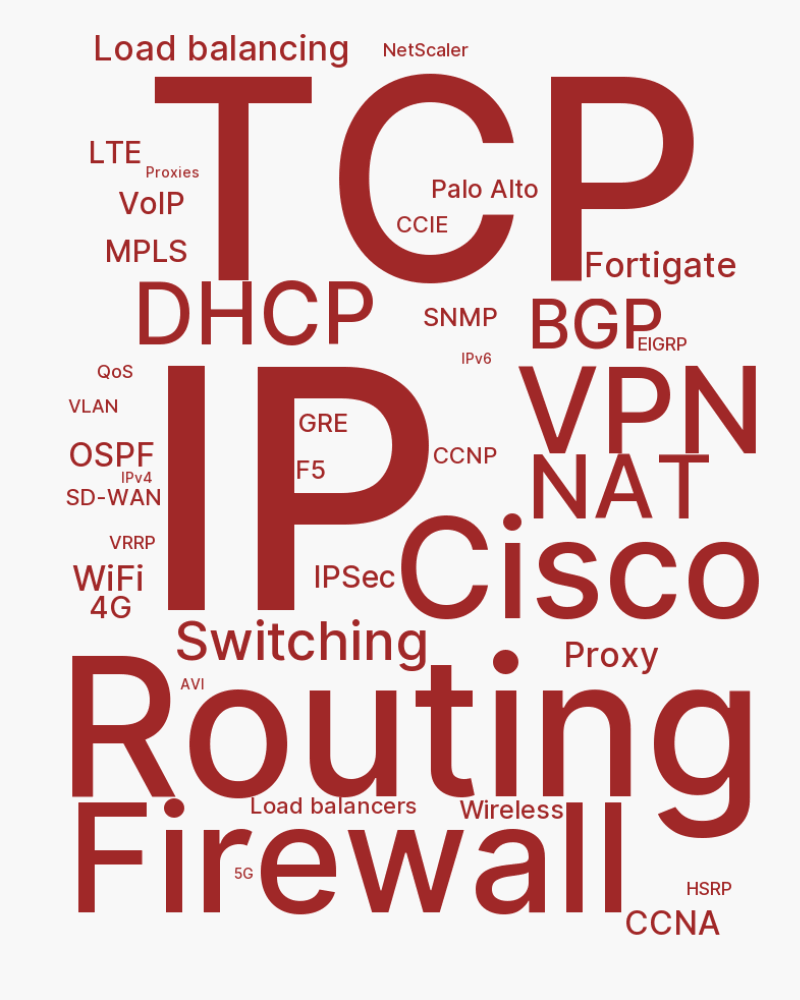 Load balancing
NetScaler
TCP
LTE
Proxies
Palo Alto
VoIP
CCIE
MPLS
Fortigate
DHCP
SNMP
BGP
EIGRP
IPv6
QoS
IP
VPN
VLAN
GRE
OSPF
CCNP
F5
IPv4
NAT
SD-WAN
VRRP
Cisco
WiFi
IPSec
4G
Switching
Proxy
AVI
Routing
Load balancers
Wireless
Firewall
5G
HSRP
CCNA